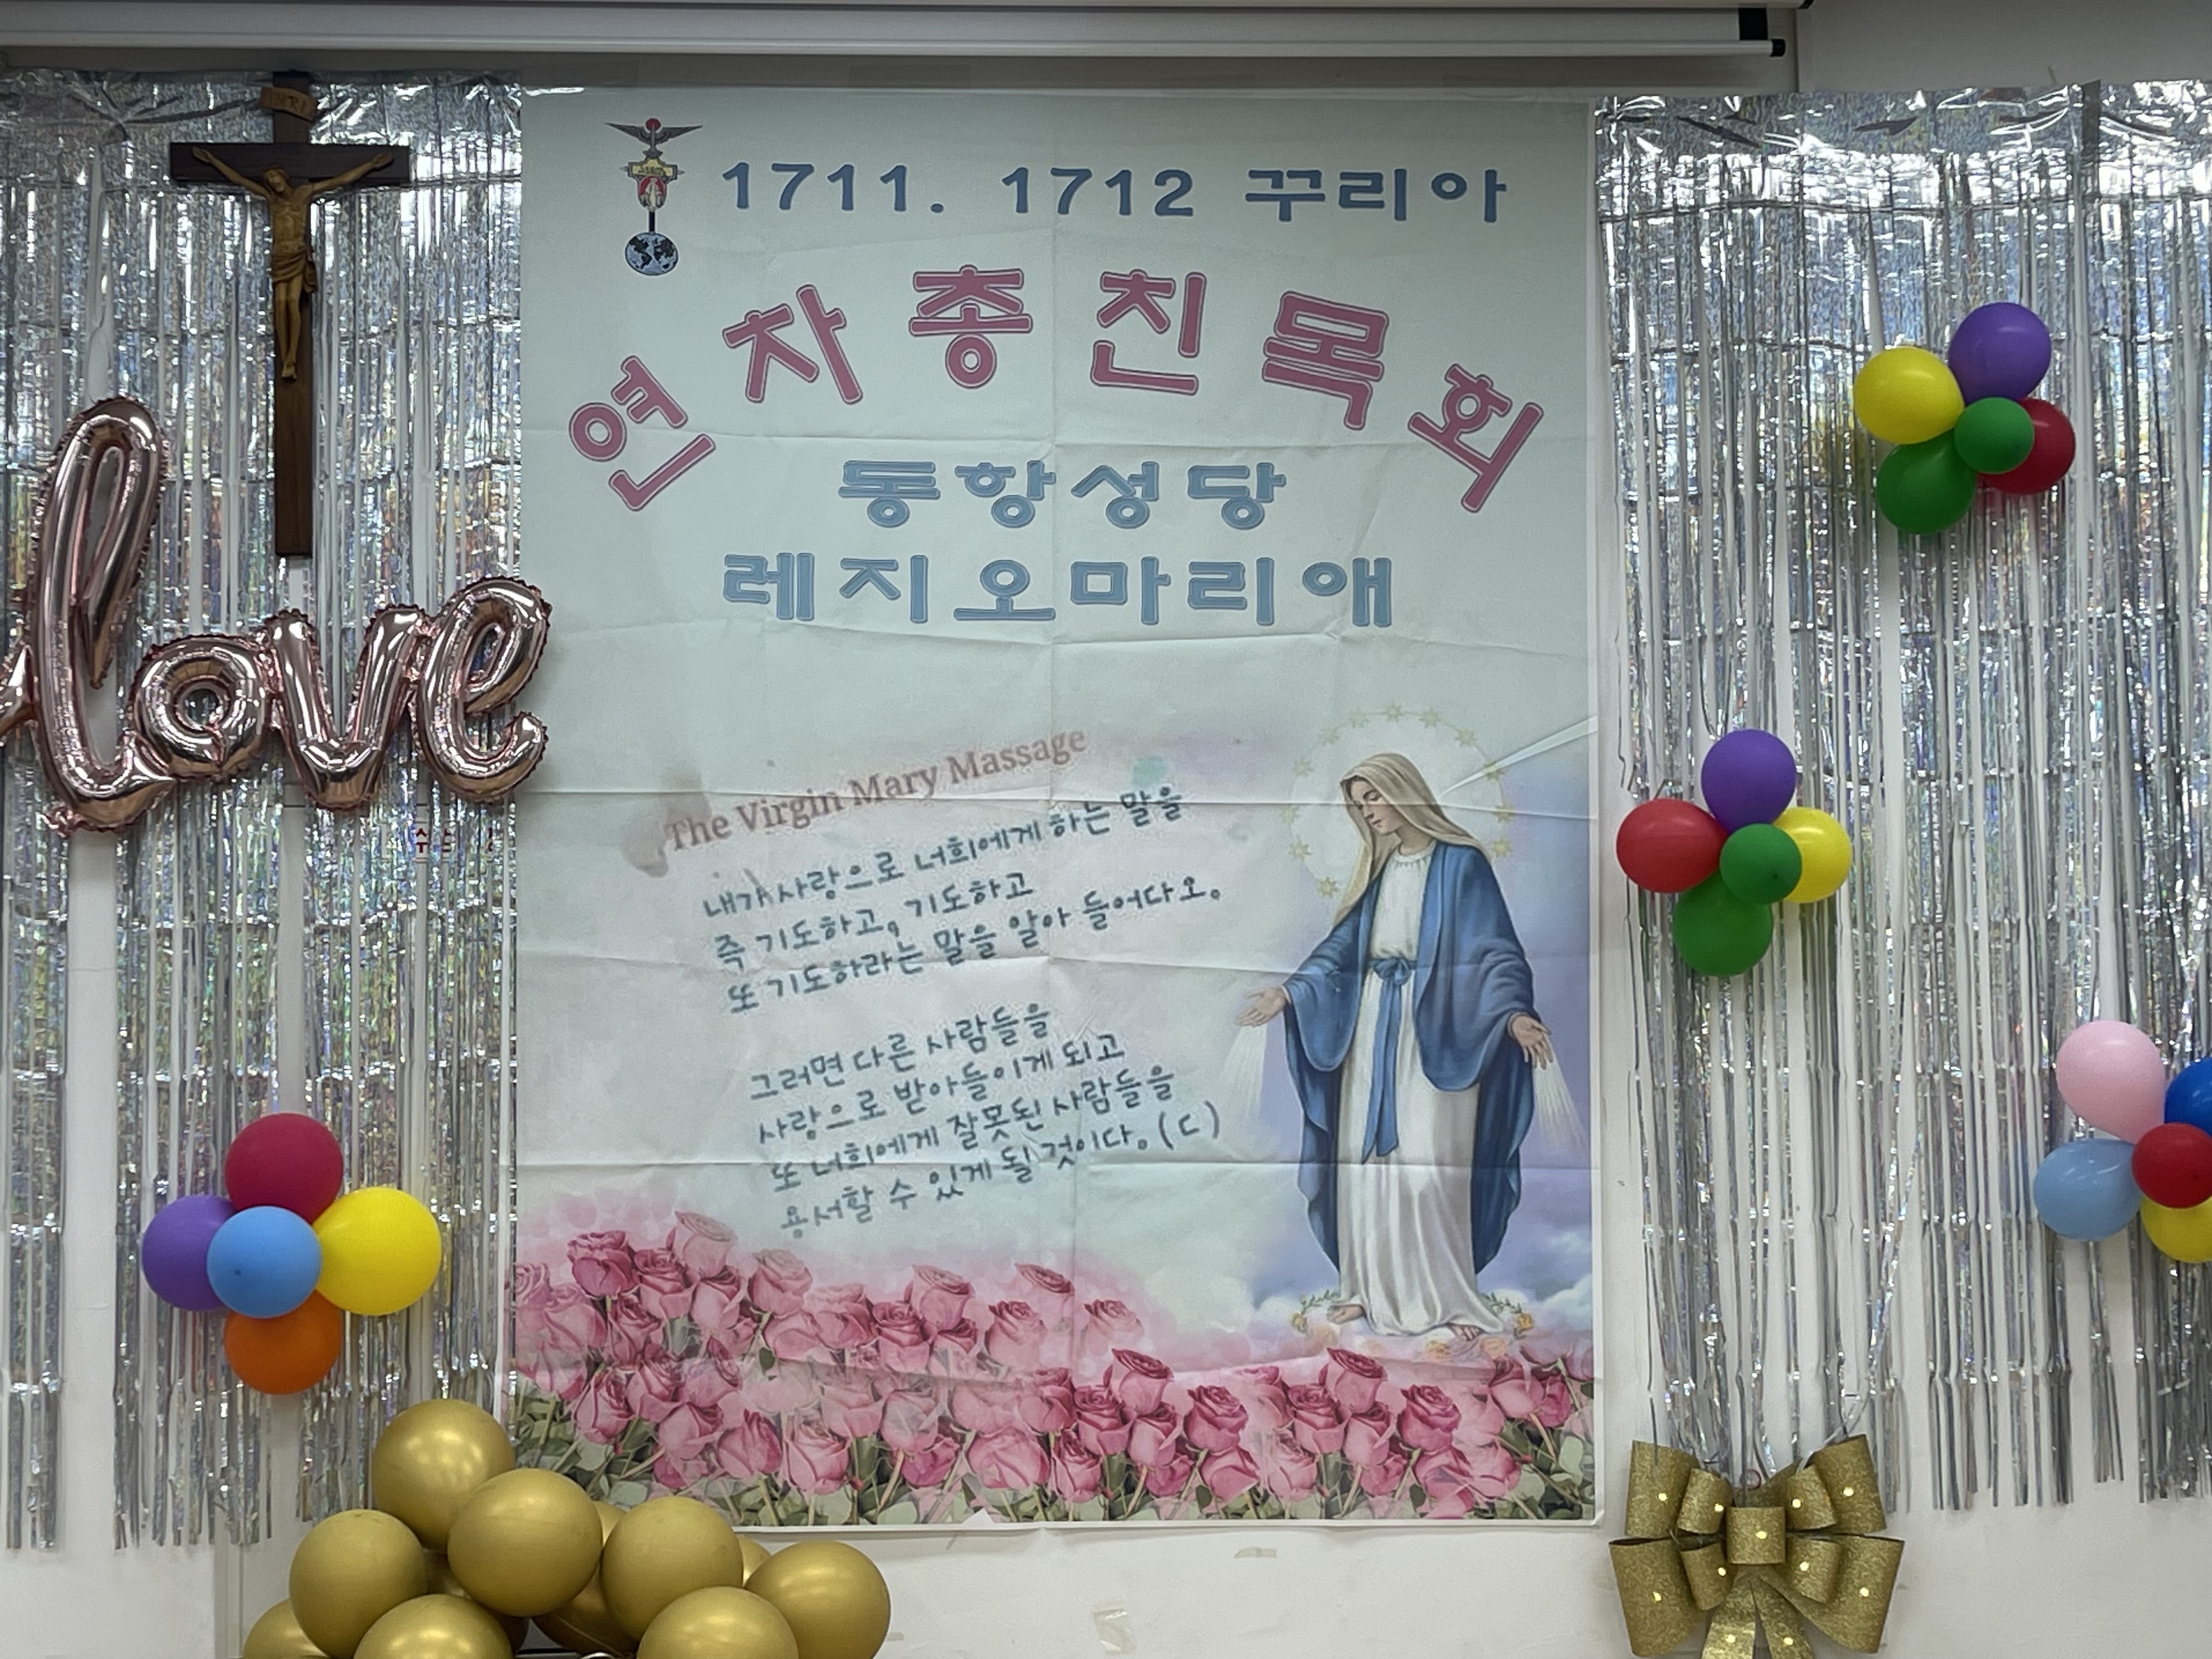 INRI
1711. 1712 꾸리아
연차총친목회
동항성당
레지오마리애
love
The Virgin Mary Massage
내가 사랑으로 너희에게 하는 말을
즉 기도하고, 기도하고
또 기도하라는 말을 알아 들어다오.
그러면 다른 사람들을
사랑으로 받아들이게 되고
또 너희에게 잘못된 사람들을
용서할 수 있게 될 것이다. (ㄷ)